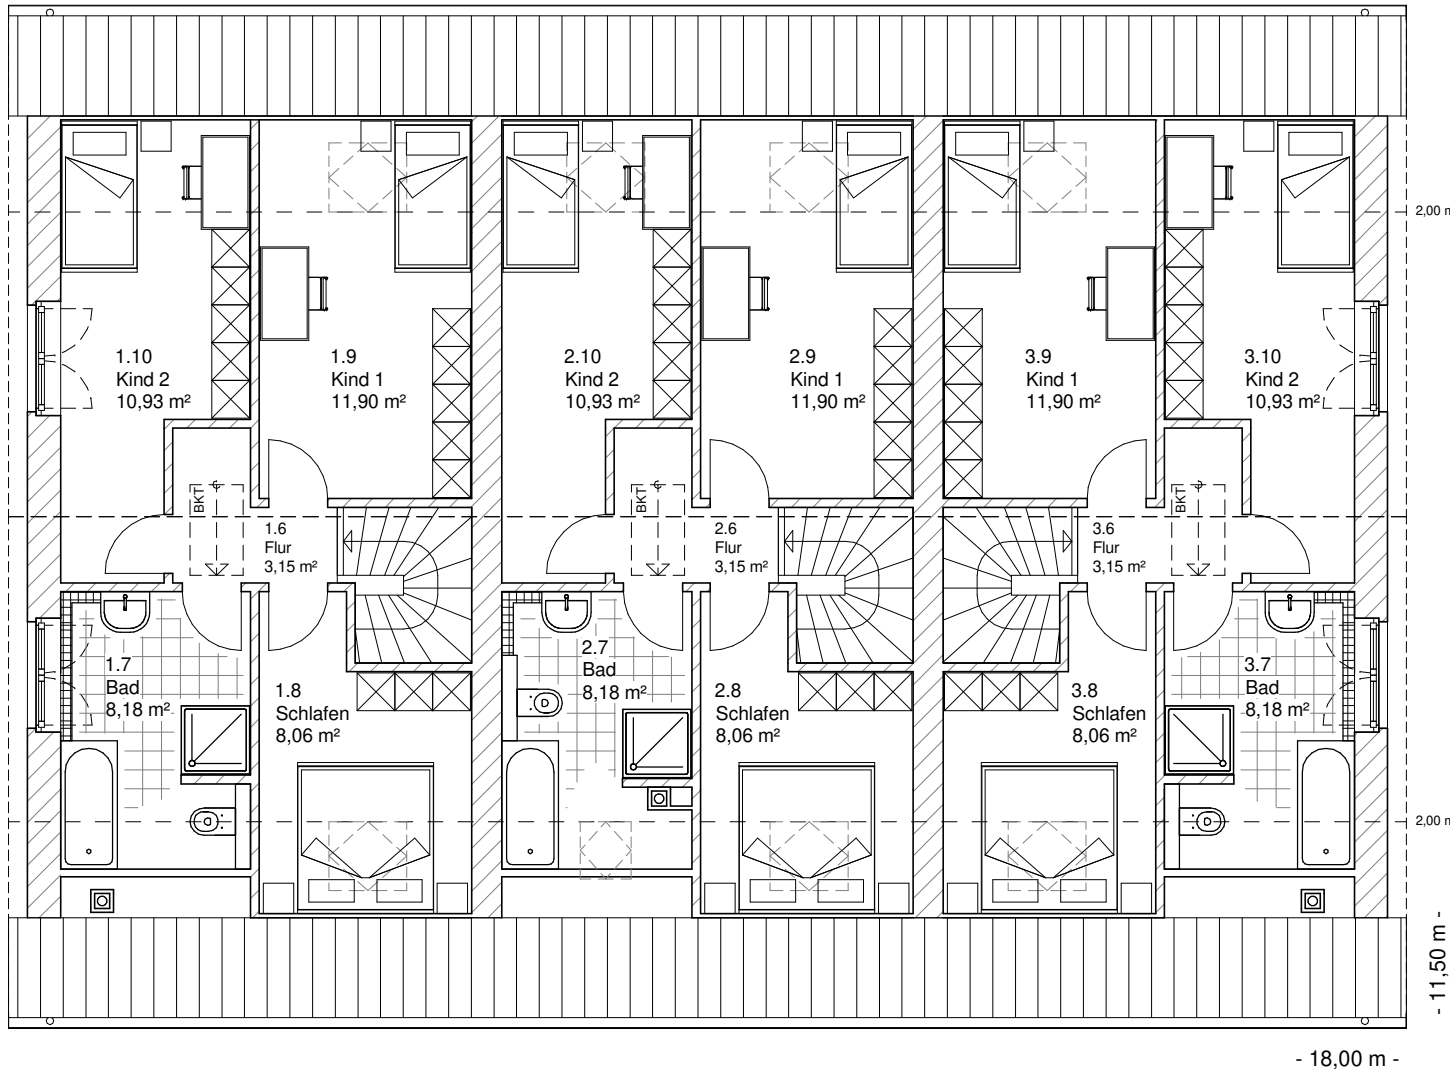 2,00 m
1.10
Kind 2
10,93 m²
1.9
Kind 1
11,90 m²
2.10
Kind 2
10,93 m²
2.9
Kind 1
11,90 m²
3.9
Kind 1
11,90 m²
3.10
Kind 2
10,93 m²
BKT
1.6
Flur
3,15 m²
BKT
2.6
Flur
3,15 m²
3.6
Flur
3,15 m²
BKT
1.7
Bad
8,18 m²
1.8
Schlafen
8,06 m²
2.7
Bad
8,18 m²
2.8
Schlafen
8,06 m²
3.8
Schlafen
8,06 m²
3.7
Bad
8,18 m²
2,00 m
- 11,50 m -
- 18,00 m -